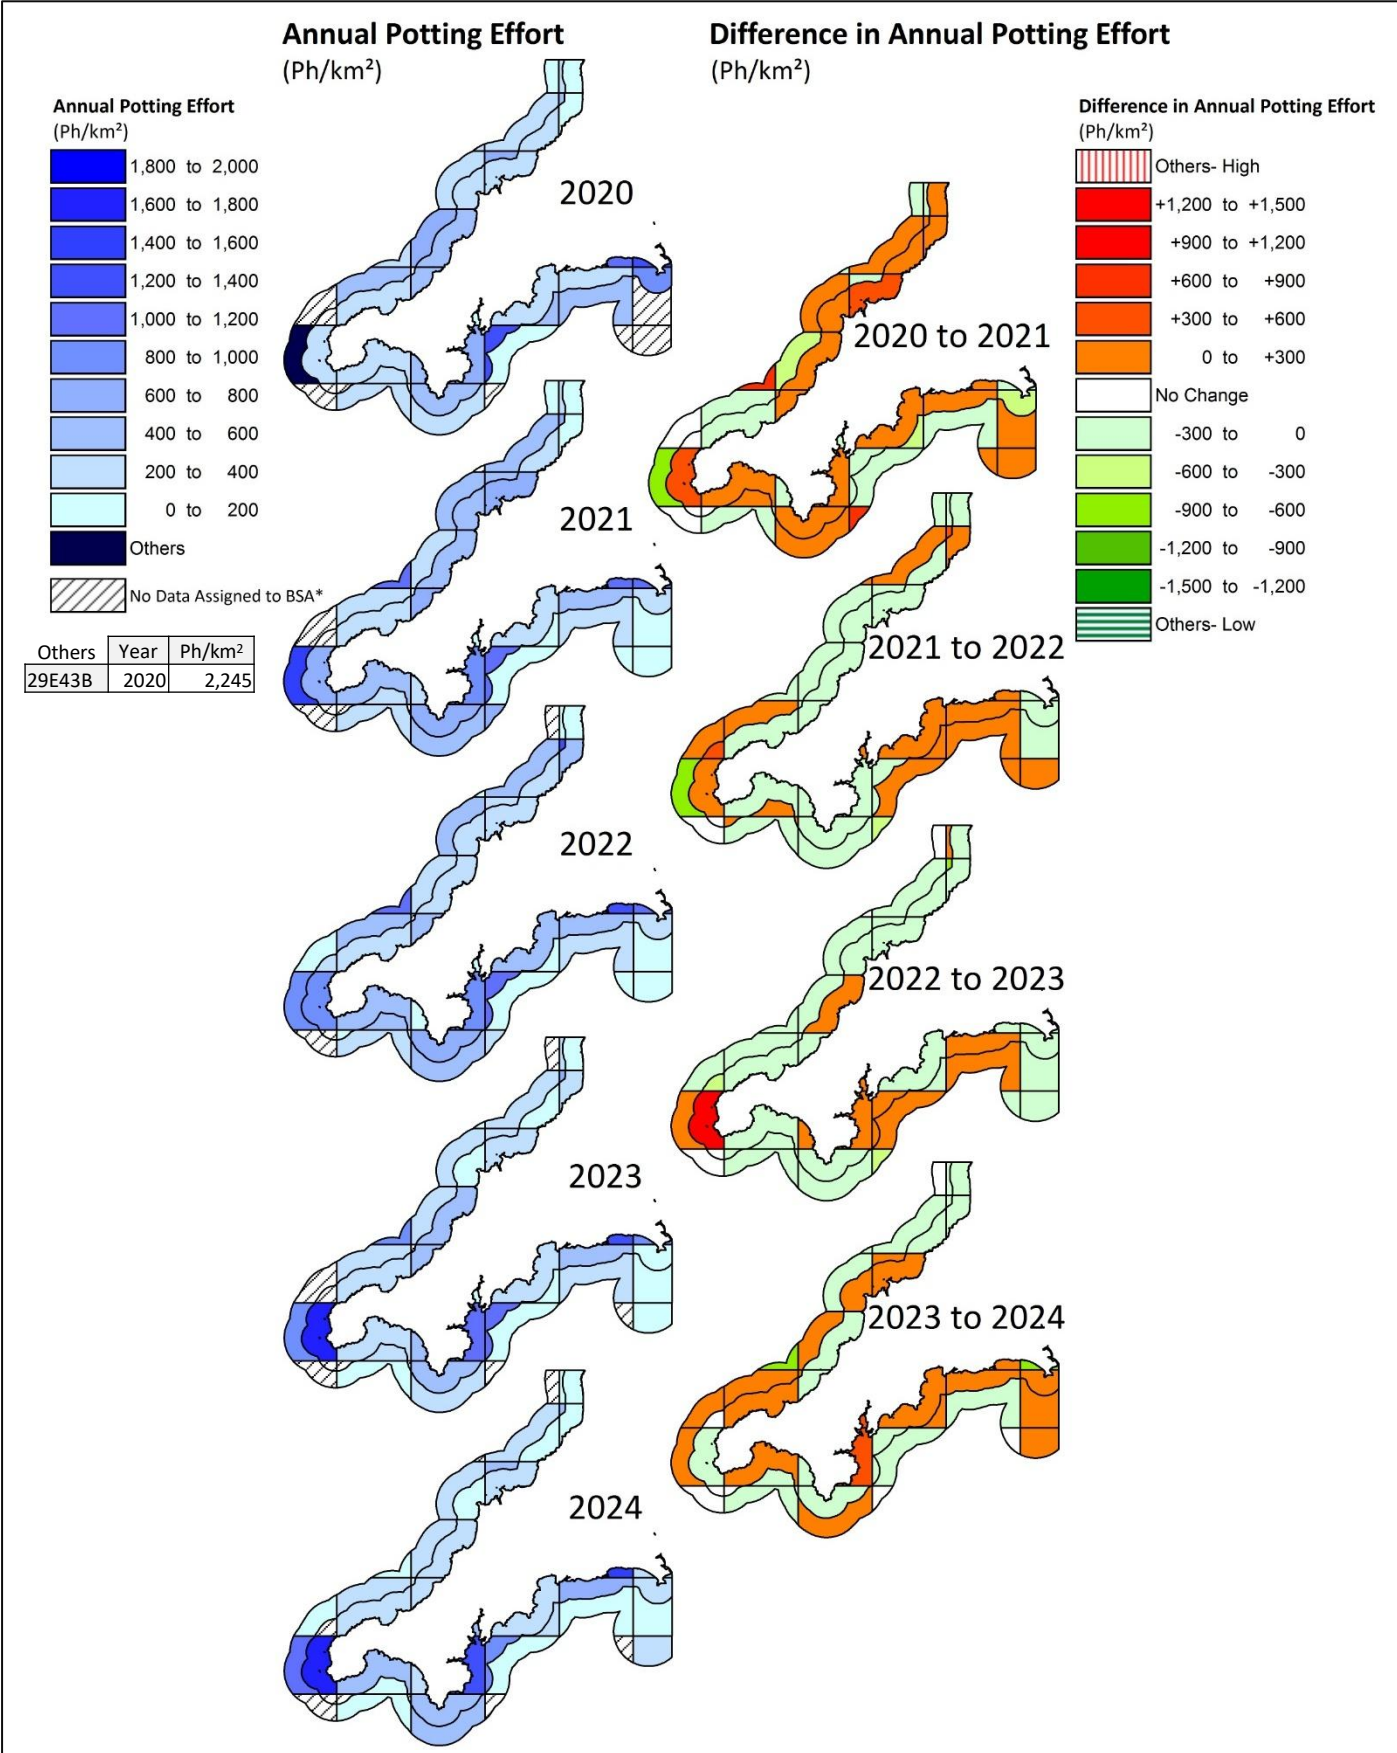 Annual Potting Effort
(Ph/km²)
Difference in Annual Potting Effort
(Ph/km²)
Annual Potting Effort
(Ph/km²)
1,800 to 2,000
1,600 to 1,800
1,400 to 1,600
1,200 to 1,400
1,000 to 1,200
800 to 1,000
600 to 800
400 to 600
200 to 400
0 to 200
Others
No Data Assigned to BSA*
Others Year Ph/km²
29E43B 2020 2,245
2020
2021
2022
2023
2024
2020 to 2021
2021 to 2022
2022 to 2023
2023 to 2024
Difference in Annual Potting Effort
(Ph/km²)
Others- High
+1,200 to +1,500
+900 to +1,200
+600 to +900
+300 to +600
0 to +300
No Change
-300 to 0
-600 to -300
-900 to -600
-1,200 to -900
-1,500 to -1,200
Others- Low